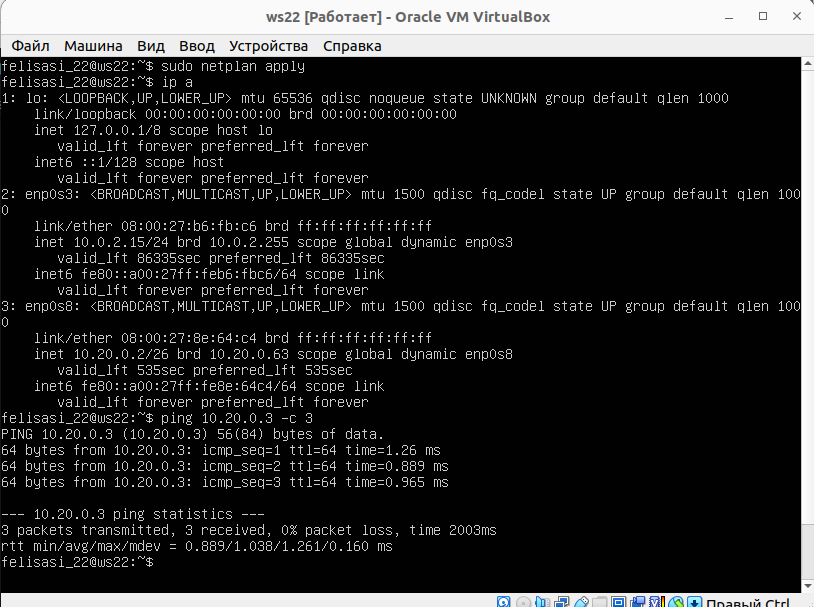 ws22 [Работает] - Oracle VM VirtualBox
Файл Машина Вид Ввод Устройства Справка
felisasi_22@ws22:~$ sudo netplan apply
felisasi_22@ws22:~$ ip a
1: lo: <LOOPBACK,UP,LOWER_UP> mtu 65536 qdisc noqueue state UNKNOWN group default qlen 1000
    link/loopback 00:00:00:00:00:00 brd 00:00:00:00:00:00
    inet 127.0.0.1/8 scope host lo
       valid_lft forever preferred_lft forever
    inet6 ::1/128 scope host
       valid_lft forever preferred_lft forever
2: enp0s3: <BROADCAST,MULTICAST,UP,LOWER_UP> mtu 1500 qdisc fq_codel state UP group default qlen 100
0
    link/ether 08:00:27:b6:fb:c6 brd ff:ff:ff:ff:ff:ff
    inet 10.0.2.15/24 brd 10.0.2.255 scope global dynamic enp0s3
       valid_lft 86335sec preferred_lft 86335sec
    inet6 fe80::a00:27ff:feb6:fbc6/64 scope link
       valid_lft forever preferred_lft forever
3: enp0s8: <BROADCAST,MULTICAST,UP,LOWER_UP> mtu 1500 qdisc fq_codel state UP group default qlen 100
0
    link/ether 08:00:27:8e:64:c4 brd ff:ff:ff:ff:ff:ff
    inet 10.20.0.2/26 brd 10.20.0.63 scope global dynamic enp0s8
       valid_lft 535sec preferred_lft 535sec
    inet6 fe80::a00:27ff:fe8e:64c4/64 scope link
       valid_lft forever preferred_lft forever
felisasi_22@ws22:~$ ping 10.20.0.3 -c 3
PING 10.20.0.3 (10.20.0.3) 56(84) bytes of data.
64 bytes from 10.20.0.3: icmp_seq=1 ttl=64 time=1.26 ms
64 bytes from 10.20.0.3: icmp_seq=2 ttl=64 time=0.889 ms
64 bytes from 10.20.0.3: icmp_seq=3 ttl=64 time=0.965 ms

--- 10.20.0.3 ping statistics ---
3 packets transmitted, 3 received, 0% packet loss, time 2003ms
rtt min/avg/max/mdev = 0.889/1.038/1.261/0.160 ms
felisasi_22@ws22:~$
Правый Ctrl